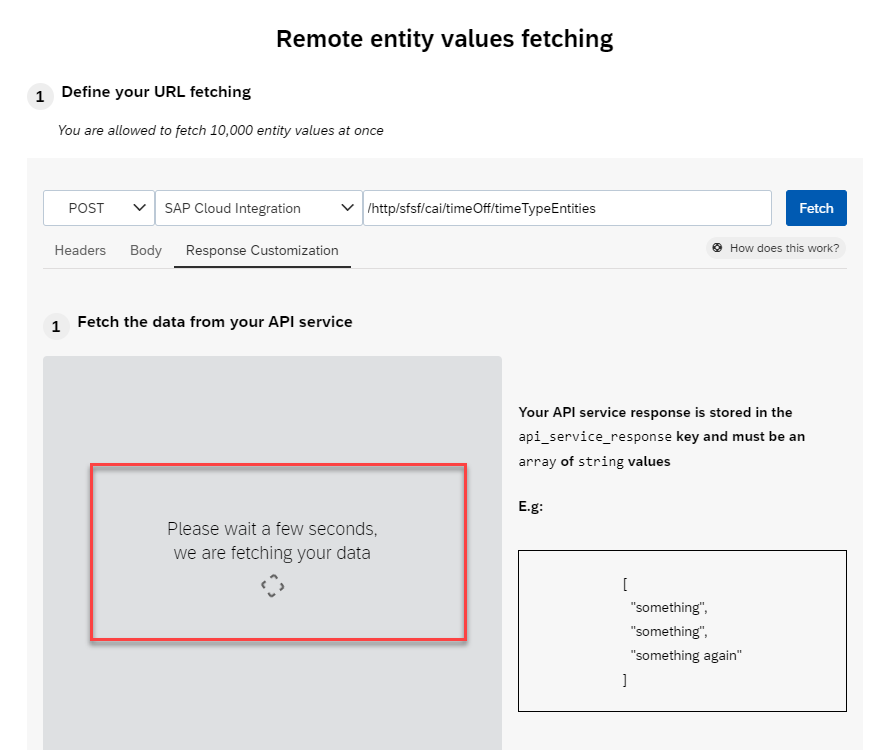 Remote entity values fetching
1 Define your URL fetching
You are allowed to fetch 10,000 entity values at once
POST SAP Cloud Integration /http/sfsf/cai/timeOff/timeTypeEntities Fetch
Headers Body Response Customization How does this work?
1 Fetch the data from your API service
Please wait a few seconds,
we are fetching your data
Your API service response is stored in the
api_service_response key and must be an
array of string values
E.g:
[
"something",
"something",
"something again"
]